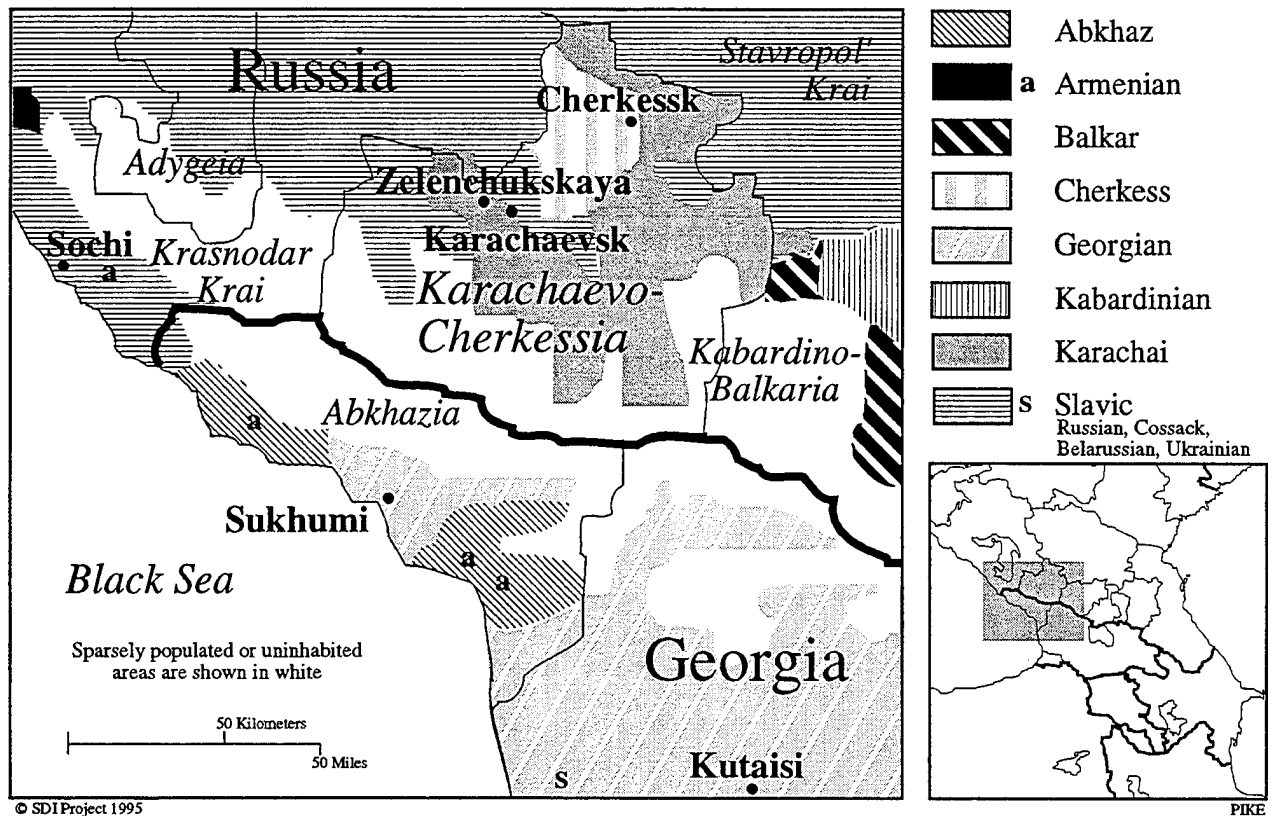 Russia
Stavropol'
Krai
Cherkessk
Adygeia
Zelenchukskaya
Karachaevsk
Sochi
a
Krasnodar
Krai
Karachaevo-
Cherkessia
Kabardino-
Balkaria
Abkhazia
a
Sukhumi
a
a
Black Sea
Sparsely populated or uninhabited
areas are shown in white
Georgia
50 Kilometers
50 Miles
s
Kutaisi
© SDI Project 1995
Abkhaz
a Armenian
Balkar
Cherkess
Georgian
Kabardinian
Karachai
s Slavic
Russian, Cossack,
Belarussian, Ukrainian
PIKE